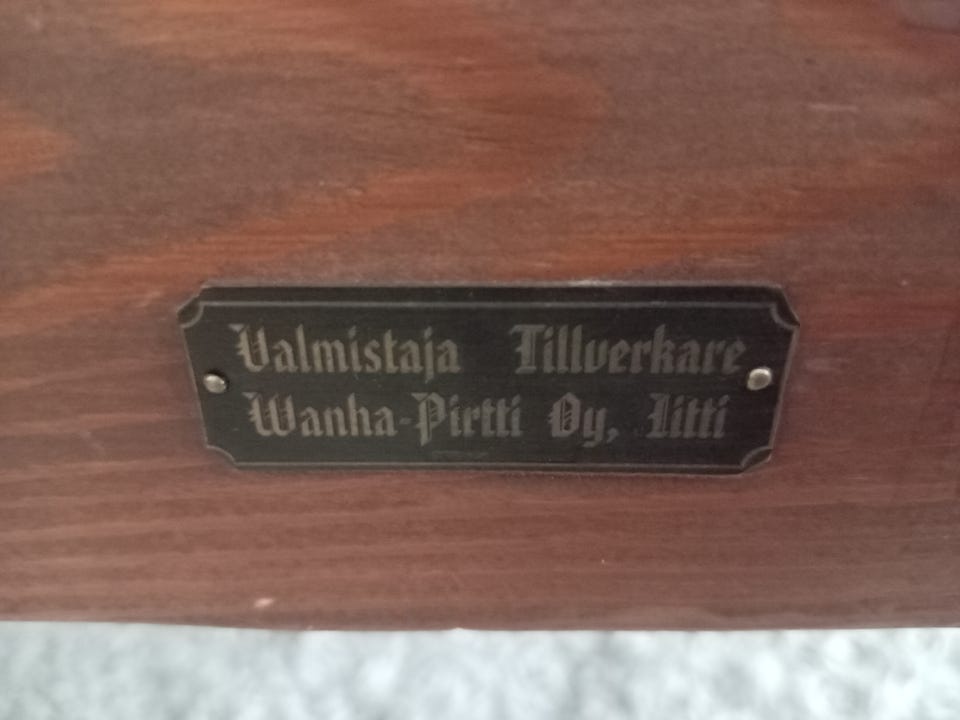 Valmistaja Tillverkare
Wanha-Pirtti Oy, Iitti